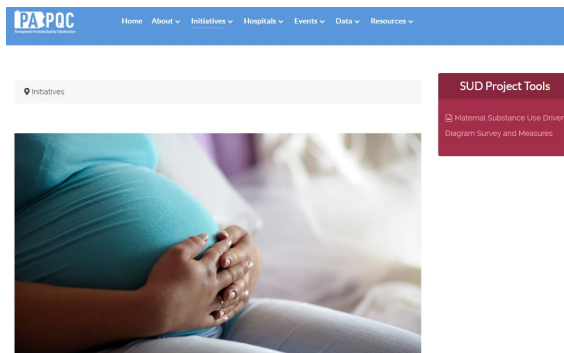 PA PQC
Pennsylvania Perinatal Quality Collaborative
Home About Initiatives Hospitals Events Data Resources
Initiatives
SUD Project Tools
Maternal Substance Use Driver
Diagram Survey and Measures